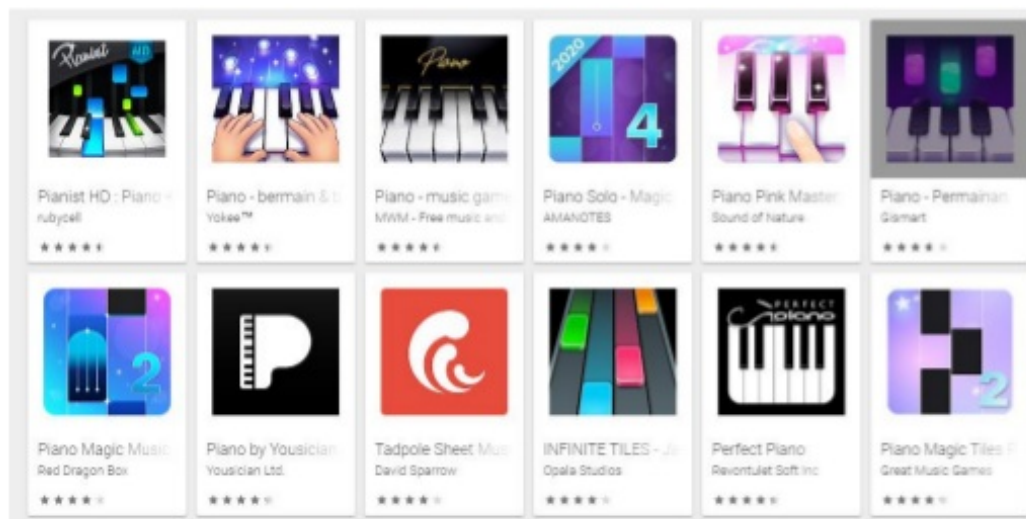 Pianist HD
2020
Piano
4
Pianist HD : Piano +
rubycell
Piano - bermain & b
Yokee™
Piano - music game
MWM - Free music and
Piano Solo - Magic
AMANOTES
Piano Pink Master
Sound of Nature
Piano - Permainan
Gismart
2
P
PERFECT
piano
2
Piano Magic Music
Red Dragon Box
Piano by Yousician
Yousician Ltd.
Tadpole Sheet Mus
David Sparrow
INFINITE TILES - Ja
Opala Studios
Perfect Piano
Revontulet Soft Inc
Piano Magic Tiles P
Great Music Games